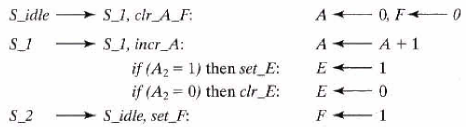 S_idle ⟶ S_1, clr_A_F: A ⟵ 0, F ⟵ 0
S_1 ⟶ S_1, incr_A: A ⟵ A + 1
if (A₂ = 1) then set_E: E ⟵ 1
if (A₂ = 0) then clr_E: E ⟵ 0
S_2 ⟶ S_idle, set_F: F ⟵ 1